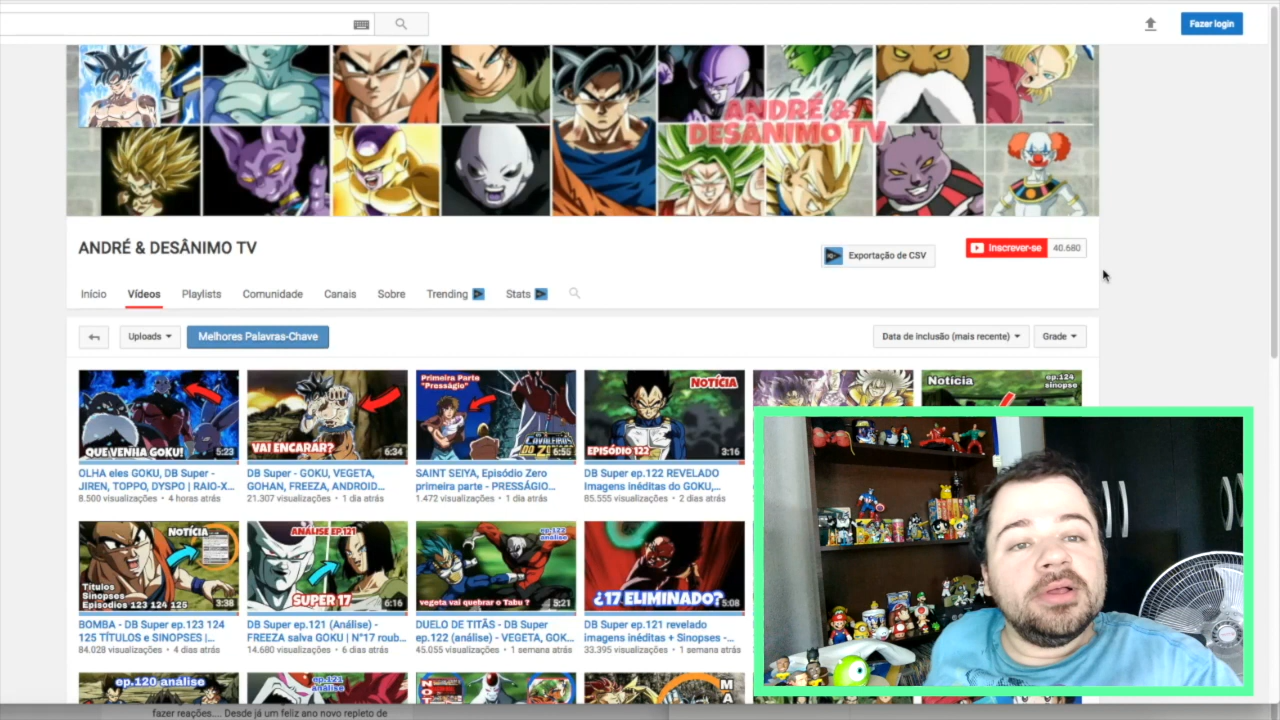 Fazer login
ANDRÉ &
DESÂNIMO TV
ANDRÉ & DESÂNIMO TV
Exportação de CSV
Inscrever-se 40.680
Início Vídeos Playlists Comunidade Canais Sobre Trending Stats
Uploads Melhores Palavras-Chave
Data de inclusão (mais recente) Grade
QUE VENHA GOKU! 5:23
OLHA eles GOKU, DB Super -
JIREN, TOPPO, DYSPO | RAIO-X...
8.500 visualizações • 4 horas atrás
VAI ENCARAR? 6:34
DB Super - GOKU, VEGETA,
GOHAN, FREEZA, ANDROID...
21.307 visualizações • 1 dia atrás
Primeira Parte
"Presságio"
CAVALEIROS
DO ZODÍACO
6:55
SAINT SEIYA, Episódio Zero
primeira parte - PRESSÁGIO...
1.472 visualizações • 1 dia atrás
NOTÍCIA
EPISÓDIO 122 3:16
DB Super ep.122 REVELADO
Imagens inéditas do GOKU,...
85.555 visualizações • 2 dias atrás
Notícia
ep.124
sinopse
NOTÍCIA
Títulos
Sinopses
Episódios 123 124 125 3:38
BOMBA - DB Super ep.123 124
125 TÍTULOS e SINOPSES |...
84.028 visualizações • 4 dias atrás
ANÁLISE EP.121
SUPER 17 6:16
DB Super ep.121 (Análise) -
FREEZA salva GOKU | N°17 roub...
14.680 visualizações • 6 dias atrás
ep.122
análise
vegeta vai quebrar o Tabu ? 5:21
DUELO DE TITÃS - DB Super
ep.122 (análise) - VEGETA, GOK...
45.055 visualizações • 1 semana atrás
¿17 ELIMINADO? 5:08
DB Super ep.121 revelado
imagens inéditas + Sinopses -...
33.395 visualizações • 1 semana atrás
ep.120 análise
ep.121
análise
NOT
MA
fazer reações.... Desde já um feliz ano novo repleto de